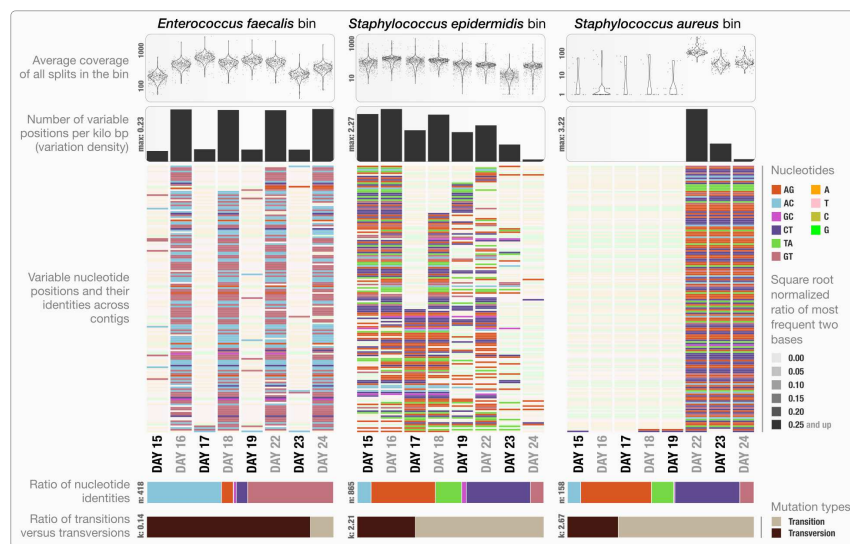 Enterococcus faecalis bin
Staphylococcus epidermidis bin
Staphylococcus aureus bin
Average coverage
of all splits in the bin
1000
100
1000
10
100
1
Number of variable
positions per kilo bp
(variation density)
max: 0.23
max: 2.27
max: 3.22
Variable nucleotide
positions and their
identities across
contigs
Nucleotides
AG
A
AC
T
GC
C
CT
G
TA
GT
Square root
normalized
ratio of most
frequent two
bases
0.00
0.05
0.10
0.15
0.20
0.25 and up
DAY 15
DAY 16
DAY 17
DAY 18
DAY 19
DAY 22
DAY 23
DAY 24
DAY 15
DAY 16
DAY 17
DAY 18
DAY 19
DAY 22
DAY 23
DAY 24
DAY 15
DAY 16
DAY 17
DAY 18
DAY 19
DAY 22
DAY 23
DAY 24
Ratio of nucleotide
identities
n: 418
n: 865
n: 158
Ratio of transitions
versus transversions
k: 0.14
k: 2.21
k: 2.67
Mutation types
Transition
Transversion